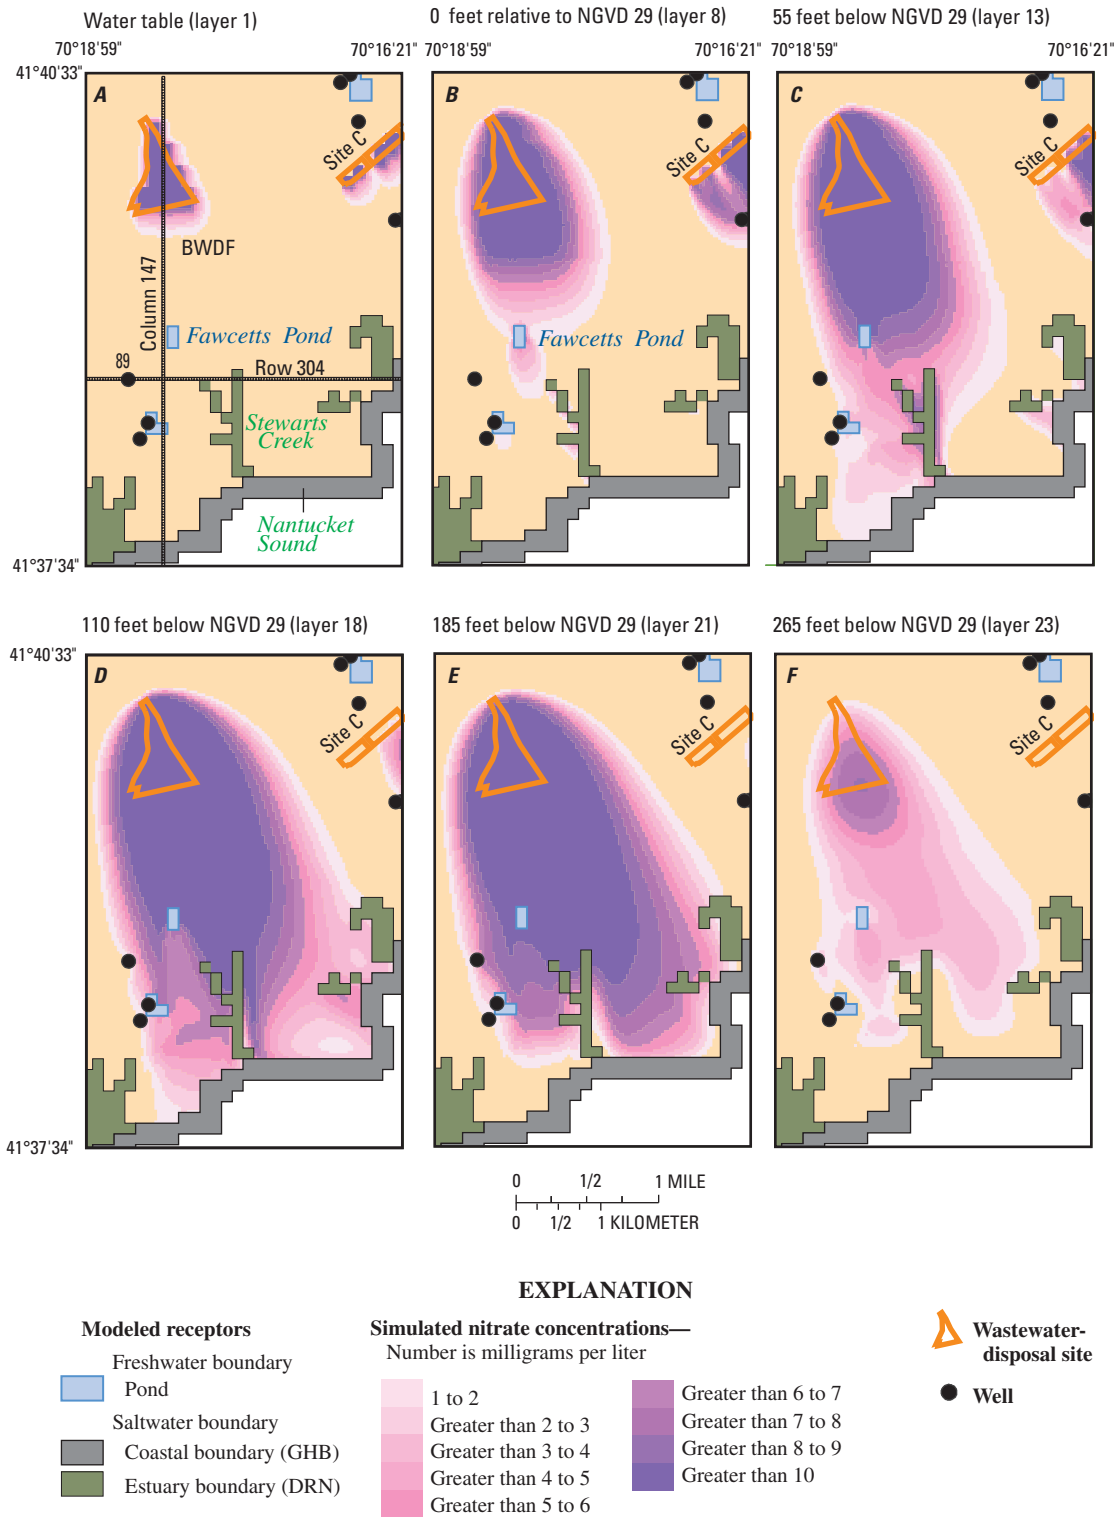 Water table (layer 1)
0 feet relative to NGVD 29 (layer 8)
55 feet below NGVD 29 (layer 13)
70°18'59"
70°16'21"
70°18'59"
70°16'21"
70°18'59"
70°16'21"
41°40'33"
A
B
C
Site C
Site C
Site C
BWDF
Column 147
Fawcetts Pond
Fawcetts Pond
89
Row 304
Stewarts
Creek
Nantucket
Sound
41°37'34"
110 feet below NGVD 29 (layer 18)
185 feet below NGVD 29 (layer 21)
265 feet below NGVD 29 (layer 23)
41°40'33"
D
E
F
Site C
Site C
Site C
41°37'34"
0 1/2 1 MILE
0 1/2 1 KILOMETER
EXPLANATION
Modeled receptors
Freshwater boundary
Pond
Saltwater boundary
Coastal boundary (GHB)
Estuary boundary (DRN)
Simulated nitrate concentrations—
Number is milligrams per liter
1 to 2
Greater than 2 to 3
Greater than 3 to 4
Greater than 4 to 5
Greater than 5 to 6
Greater than 6 to 7
Greater than 7 to 8
Greater than 8 to 9
Greater than 10
Wastewater-
disposal site
Well